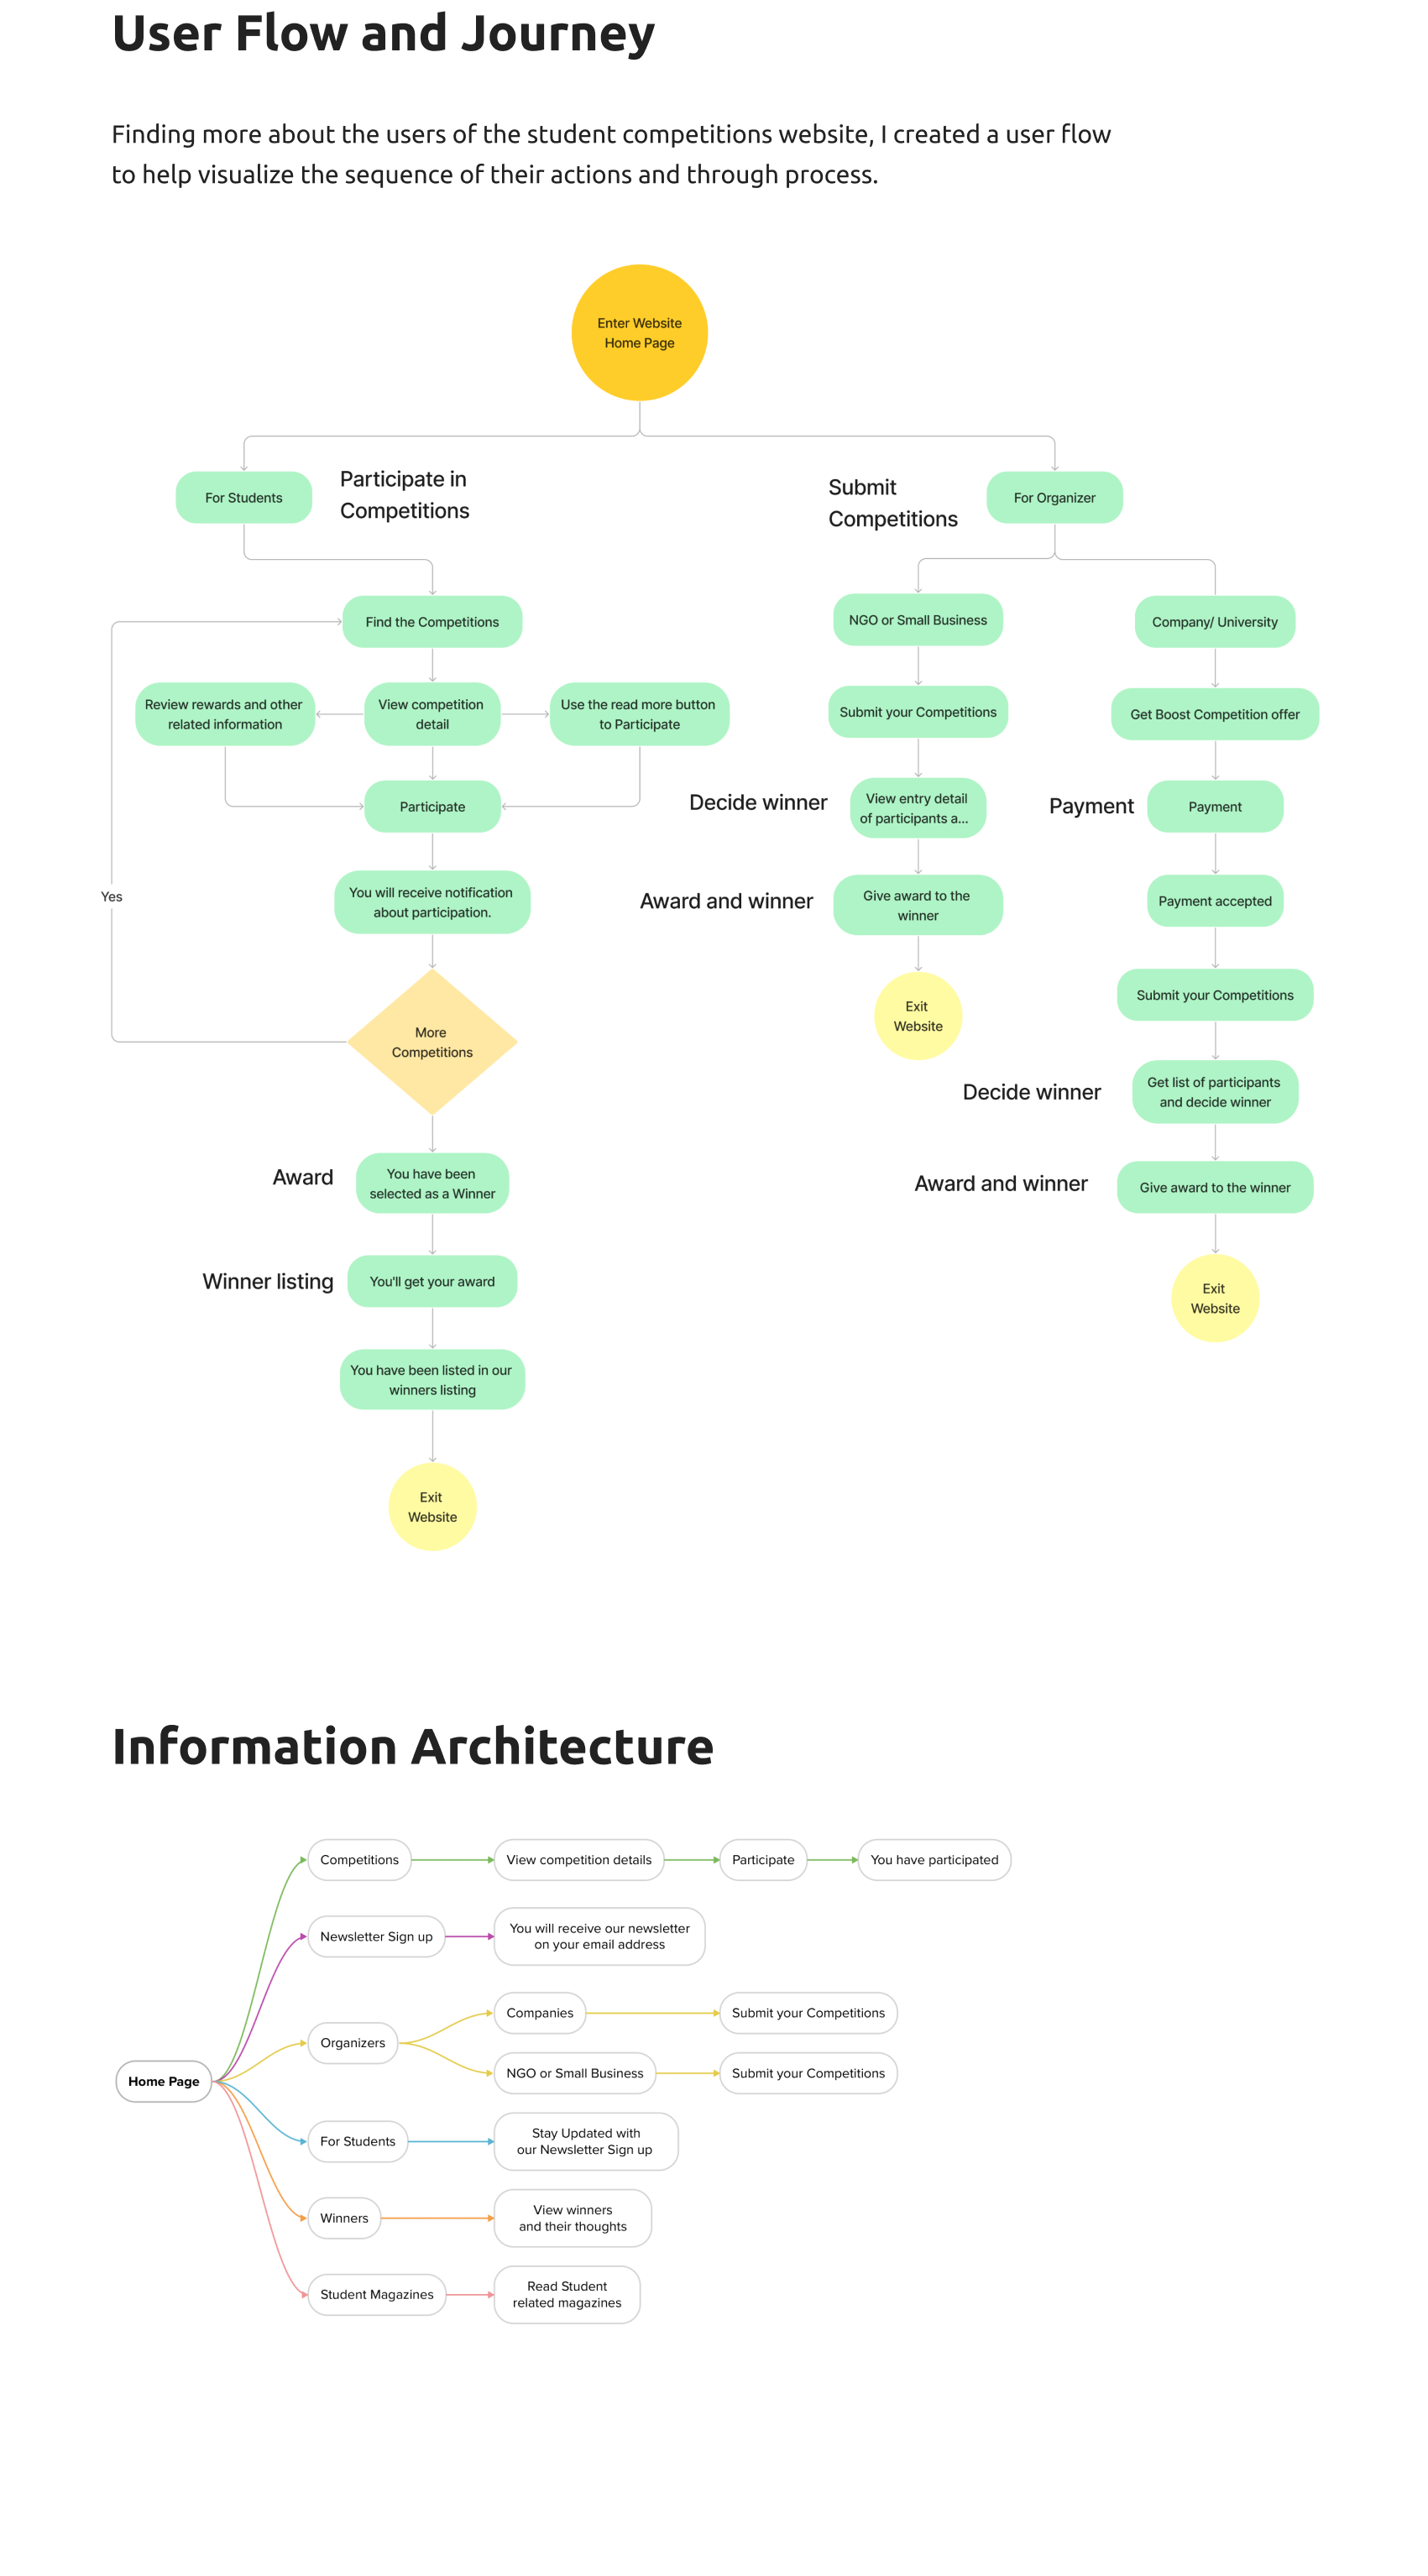 User Flow and Journey
Finding more about the users of the student competitions website, I created a user flow
to help visualize the sequence of their actions and through process.
Enter Website
Home Page
For Students
Participate in
Competitions
Submit
Competitions
For Organizer
Find the Competitions
NGO or Small Business
Company/ University
Review rewards and other
related information
View competition
detail
Use the read more button
to Participate
Submit your Competitions
Get Boost Competition offer
Participate
Decide winner
View entry detail
of participants a...
Payment
Payment
Yes
You will receive notification
about participation.
Award and winner
Give award to the
winner
Payment accepted
More
Competitions
Exit
Website
Submit your Competitions
Decide winner
Get list of participants
and decide winner
Award
You have been
selected as a Winner
Award and winner
Give award to the winner
Winner listing
You'll get your award
Exit
Website
You have been listed in our
winners listing
Exit
Website
Information Architecture
Competitions
View competition details
Participate
You have participated
Newsletter Sign up
You will receive our newsletter
on your email address
Companies
Submit your Competitions
Organizers
NGO or Small Business
Submit your Competitions
Home Page
For Students
Stay Updated with
our Newsletter Sign up
Winners
View winners
and their thoughts
Student Magazines
Read Student
related magazines